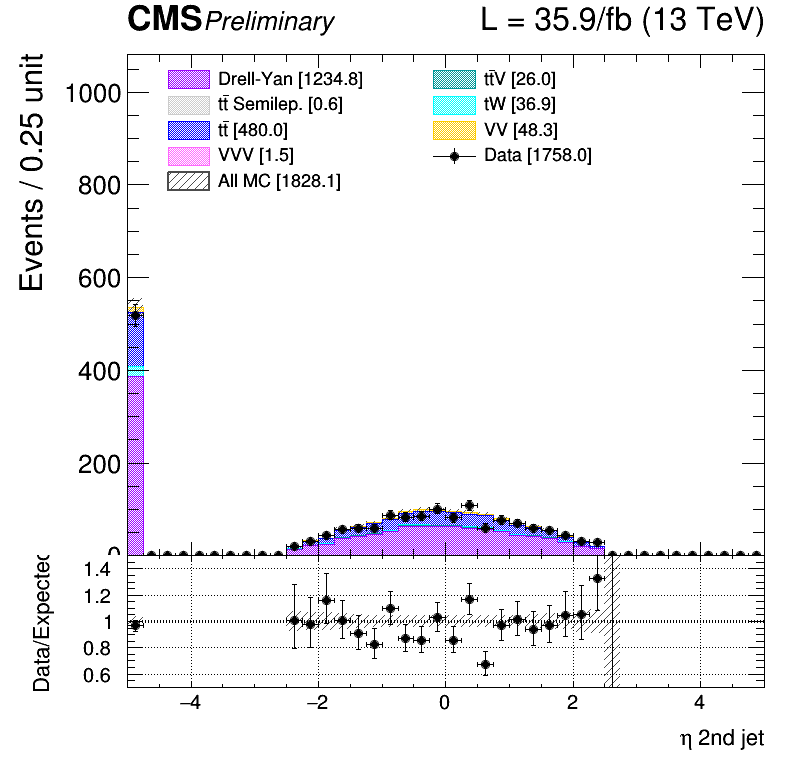 CMS Preliminary L = 35.9/fb (13 TeV)
Events / 0.25 unit
1000
800
600
400
200
0
Drell-Yan [1234.8]
tt̄ Semilep. [0.6]
tt̄ [480.0]
VVV [1.5]
All MC [1828.1]
tt̄V [26.0]
tW [36.9]
VV [48.3]
Data [1758.0]
Data/Expected
1.4
1.2
1
0.8
0.6
−4 −2 0 2 4
η 2nd jet